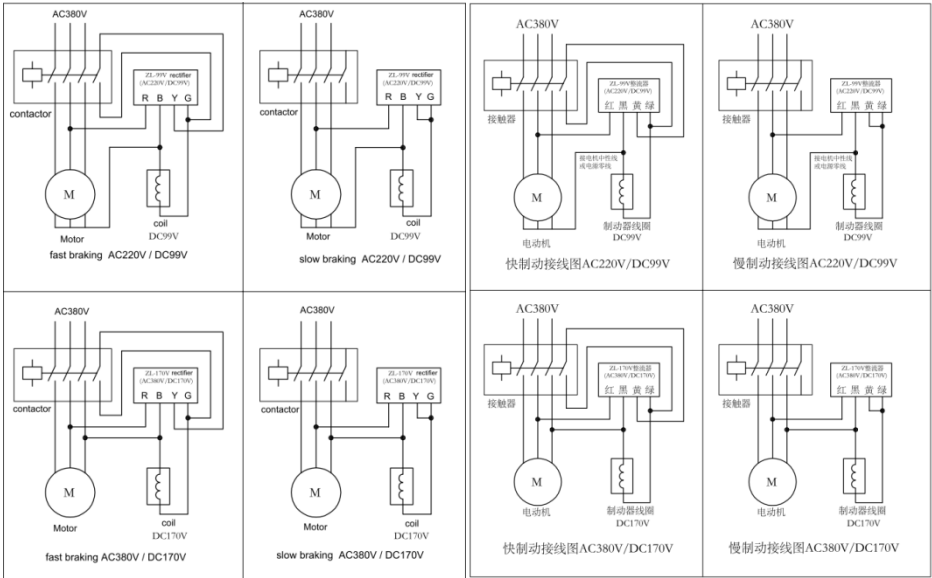 AC380V
ZL-99V rectifier
(AC220V/DC99V)
R B Y G
contactor
M
Motor
coil
DC99V
fast braking AC220V / DC99V
AC380V
ZL-99V rectifier
(AC220V/DC99V)
R B Y G
contactor
M
Motor
coil
DC99V
slow braking AC220V / DC99V
AC380V
ZL-99V整流器
(AC220V/DC99V)
红 黑 黄 绿
接触器
接电机中性线
或电源零线
M
电动机
制动器线圈
DC99V
快制动接线图AC220V/DC99V
AC380V
ZL-99V整流器
(AC220V/DC99V)
红 黑 黄 绿
接触器
接电机中性线
或电源零线
M
电动机
制动器线圈
DC99V
慢制动接线图AC220V/DC99V
AC380V
ZL-170V rectifier
(AC380V/DC170V)
R B Y G
contactor
M
Motor
coil
DC170V
fast braking AC380V / DC170V
AC380V
ZL-170V rectifier
(AC380V/DC170V)
R B Y G
contactor
M
Motor
coil
DC170V
slow braking AC380V / DC170V
AC380V
ZL-170V整流器
(AC380V/DC170V)
红 黑 黄 绿
接触器
M
电动机
制动器线圈
DC170V
快制动接线图AC380V/DC170V
AC380V
ZL-170V整流器
(AC380V/DC170V)
红 黑 黄 绿
接触器
M
电动机
制动器线圈
DC170V
慢制动接线图AC380V/DC170V